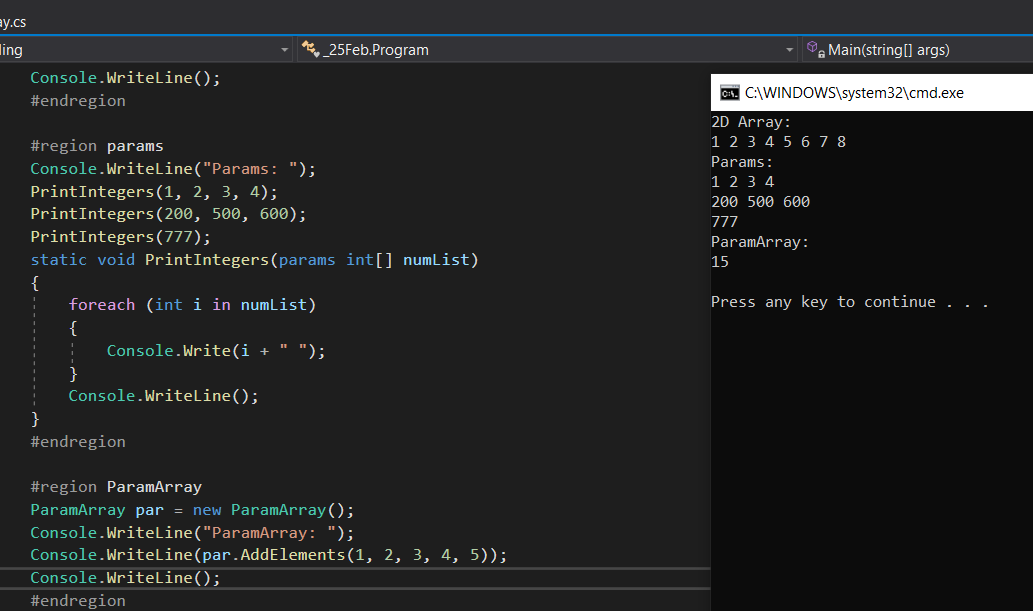 ay.cs
ling
_25Feb.Program
Main(string[] args)
Console.WriteLine();
#endregion
#region params
Console.WriteLine("Params: ");
PrintIntegers(1, 2, 3, 4);
PrintIntegers(200, 500, 600);
PrintIntegers(777);
static void PrintIntegers(params int[] numList)
{
foreach (int i in numList)
{
Console.Write(i + " ");
}
Console.WriteLine();
}
#endregion
#region ParamArray
ParamArray par = new ParamArray();
Console.WriteLine("ParamArray: ");
Console.WriteLine(par.AddElements(1, 2, 3, 4, 5));
Console.WriteLine();
#endregion
C:\WINDOWS\system32\cmd.exe
2D Array:
1 2 3 4 5 6 7 8
Params:
1 2 3 4
200 500 600
777
ParamArray:
15
Press any key to continue . . .